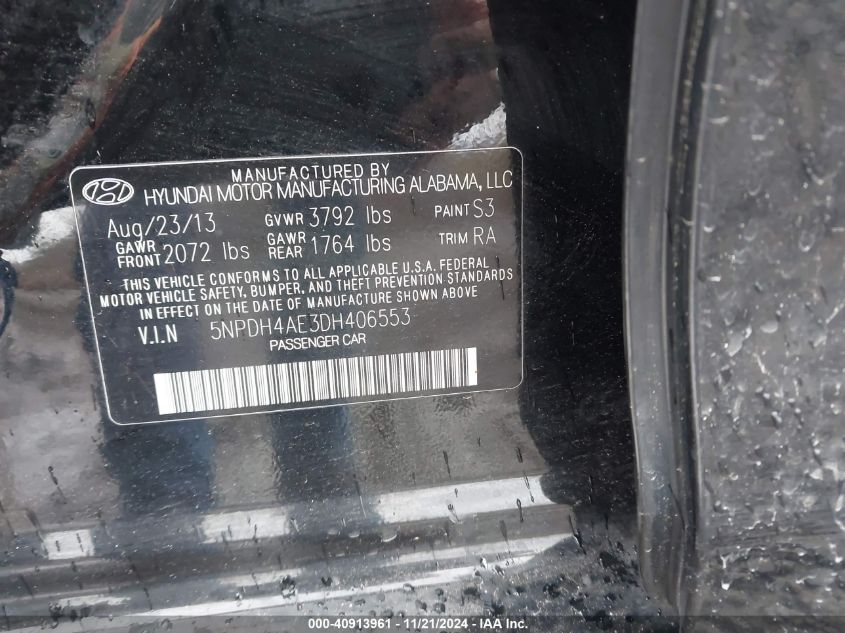 MANUFACTURED BY
HYUNDAI MOTOR MANUFACTURING ALABAMA, LLC
Aug/23/13 GVWR 3792 lbs PAINT S3
GAWR FRONT 2072 lbs GAWR REAR 1764 lbs TRIM RA
THIS VEHICLE CONFORMS TO ALL APPLICABLE U.S.A. FEDERAL
MOTOR VEHICLE SAFETY, BUMPER, AND THEFT PREVENTION STANDARDS
IN EFFECT ON THE DATE OF MANUFACTURE SHOWN ABOVE
V.I.N 5NPDH4AE3DH406553
PASSENGER CAR
000-40913961 - 11/21/2024 - IAA Inc.